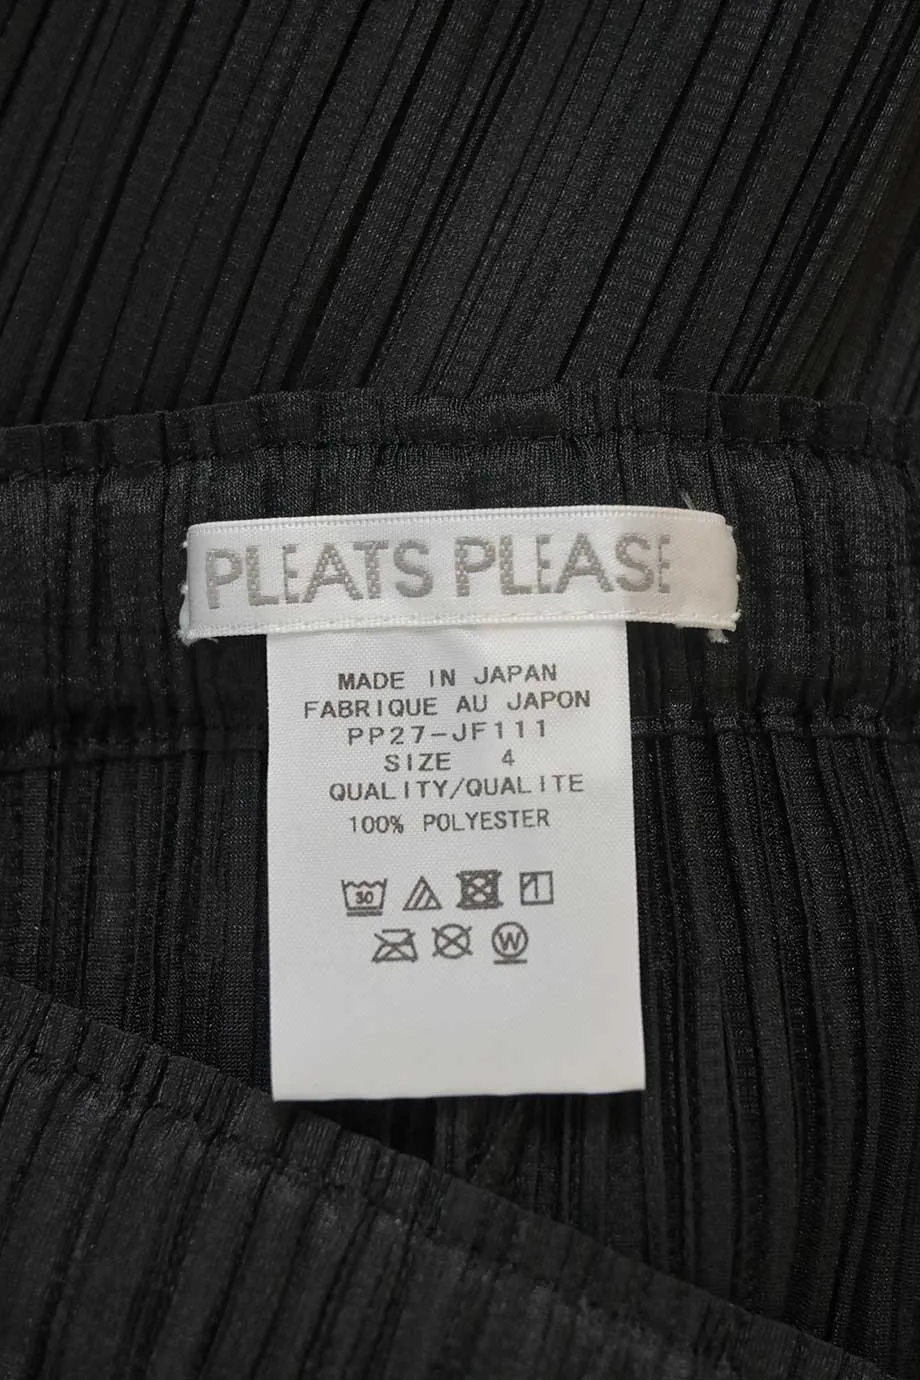 PLEATS PLEASE
MADE IN JAPAN
FABRIQUE AU JAPON
PP27-JF111
SIZE 4
QUALITY/QUALITE
100% POLYESTER
30
W